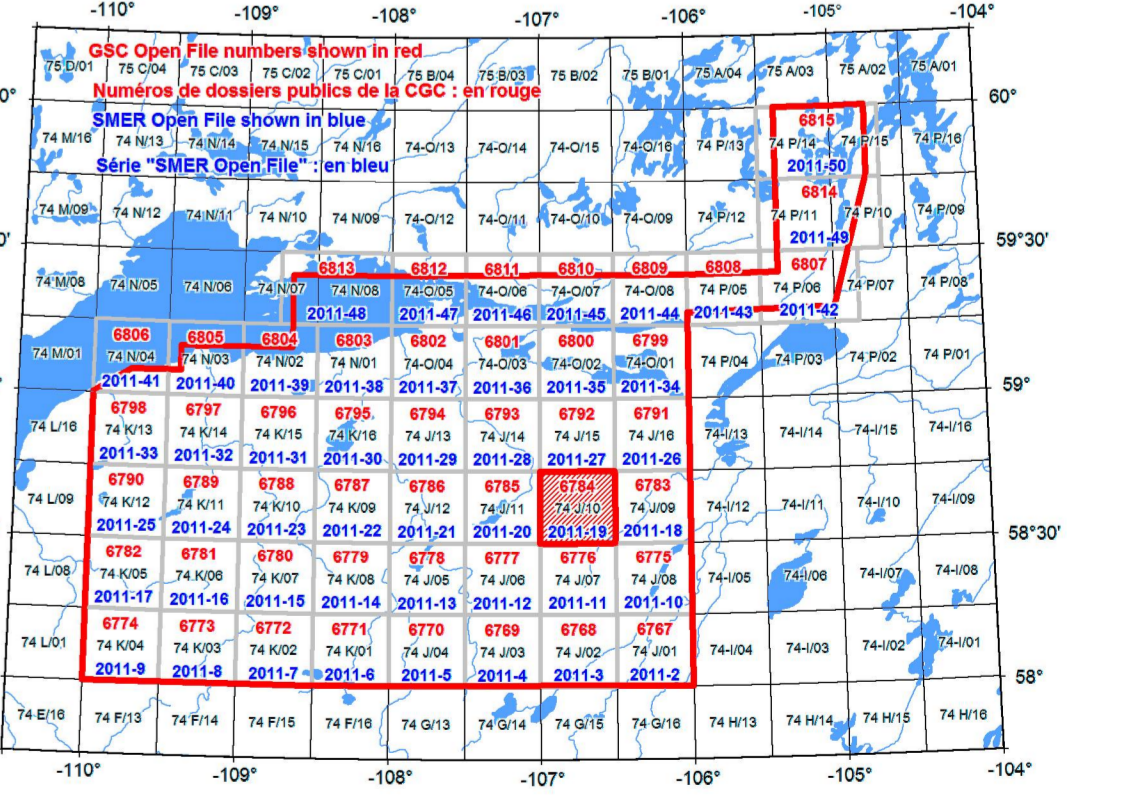 -110° -109° -108° -107° -106° -105° -104°
GSC Open File numbers shown in red
75 D/01 75 C/04 75 C/03 75 C/02 75 C/01 75 B/04 75 B/03 75 B/02 75 B/01 75 A/04 75 A/03 75 A/02 75 A/01
Numéros de dossiers publics de la CGC : en rouge
0° 60°
SMER Open File shown in blue
6815
74 M/16 74 N/13 74 N/14 74 N/15 74 N/16 74-O/13 74-O/14 74-O/15 74-O/16 74 P/13 74 P/14 74 P/15 74 P/16
Série "SMER Open File" : en bleu
2011-50
6814
74 M/09 74 N/12 74 N/11 74 N/10 74 N/09 74-O/12 74-O/11 74-O/10 74-O/09 74 P/12 74 P/11 74 P/10 74 P/09
2011-49
0' 59°30'
6813 6812 6811 6810 6809 6808 6807
74 M/08 74 N/05 74 N/06 74 N/07 74 N/08 74-O/05 74-O/06 74-O/07 74-O/08 74 P/05 74 P/06 74 P/07 74 P/08
2011-48 2011-47 2011-46 2011-45 2011-44 2011-43 2011-42
6806 6805 6804 6803 6802 6801 6800 6799
74 M/01 74 N/04 74 N/03 74 N/02 74 N/01 74-O/04 74-O/03 74-O/02 74-O/01 74 P/04 74 P/03 74 P/02 74 P/01
2011-41 2011-40 2011-39 2011-38 2011-37 2011-36 2011-35 2011-34
° 59°
6798 6797 6796 6795 6794 6793 6792 6791
74 L/16 74 K/13 74 K/14 74 K/15 74 K/16 74 J/13 74 J/14 74 J/15 74 J/16 74-I/13 74-I/14 74-I/15 74-I/16
2011-33 2011-32 2011-31 2011-30 2011-29 2011-28 2011-27 2011-26
6790 6789 6788 6787 6786 6785 6784 6783
74 L/09 74 K/12 74 K/11 74 K/10 74 K/09 74 J/12 74 J/11 74 J/10 74 J/09 74-I/12 74-I/11 74-I/10 74-I/09
2011-25 2011-24 2011-23 2011-22 2011-21 2011-20 2011-19 2011-18
58°30'
6782 6781 6780 6779 6778 6777 6776 6775
74 L/08 74 K/05 74 K/06 74 K/07 74 K/08 74 J/05 74 J/06 74 J/07 74 J/08 74-I/05 74-I/06 74-I/07 74-I/08
2011-17 2011-16 2011-15 2011-14 2011-13 2011-12 2011-11 2011-10
6774 6773 6772 6771 6770 6769 6768 6767
74 L/01 74 K/04 74 K/03 74 K/02 74 K/01 74 J/04 74 J/03 74 J/02 74 J/01 74-I/04 74-I/03 74-I/02 74-I/01
2011-9 2011-8 2011-7 2011-6 2011-5 2011-4 2011-3 2011-2
58°
74 E/16 74 F/13 74 F/14 74 F/15 74 F/16 74 G/13 74 G/14 74 G/15 74 G/16 74 H/13 74 H/14 74 H/15 74 H/16
-110° -109° -108° -107° -106° -105° -104°